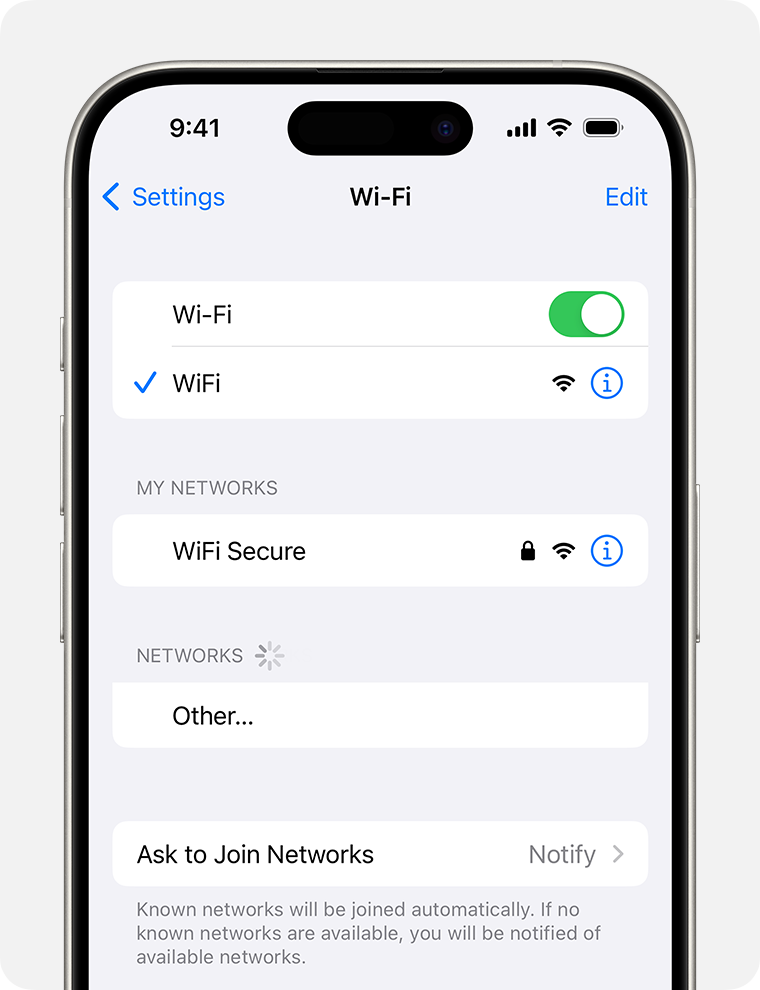 9:41
Settings
Wi-Fi
Edit
Wi-Fi
WiFi
MY NETWORKS
WiFi Secure
NETWORKS
Other...
Ask to Join Networks
Notify
Known networks will be joined automatically. If no
known networks are available, you will be notified of
available networks.